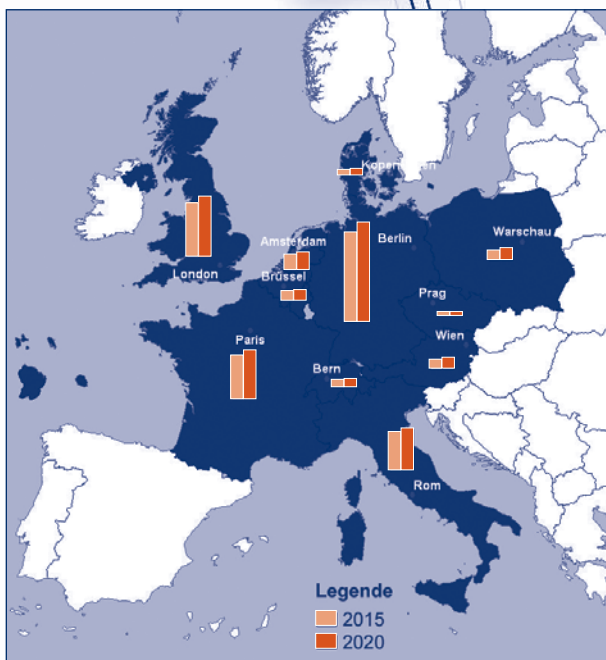 Kopenhagen
Warschau
Amsterdam
Berlin
London
Brüssel
Prag
Paris
Wien
Bern
Rom
Legende
2015
2020